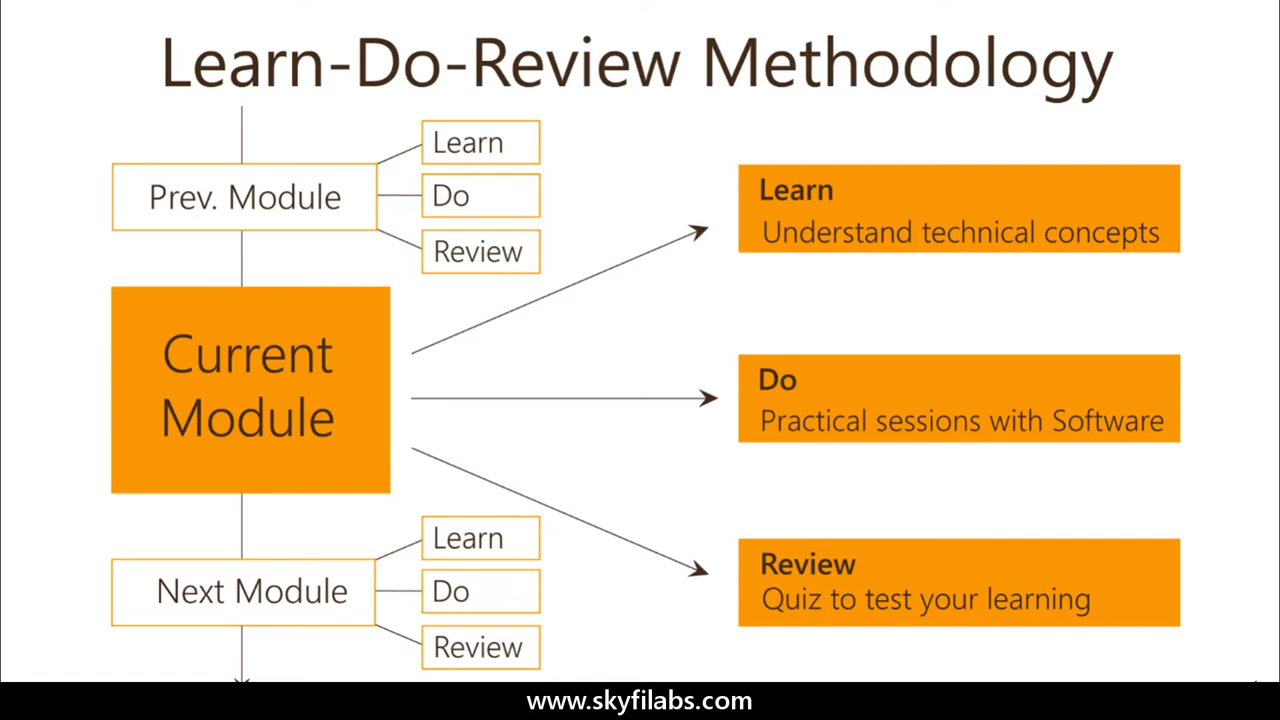 Learn-Do-Review Methodology
Prev. Module
Learn
Do
Review
Current
Module
Learn
Understand technical concepts
Do
Practical sessions with Software
Review
Quiz to test your learning
Next Module
Learn
Do
Review
www.skyfilabs.com